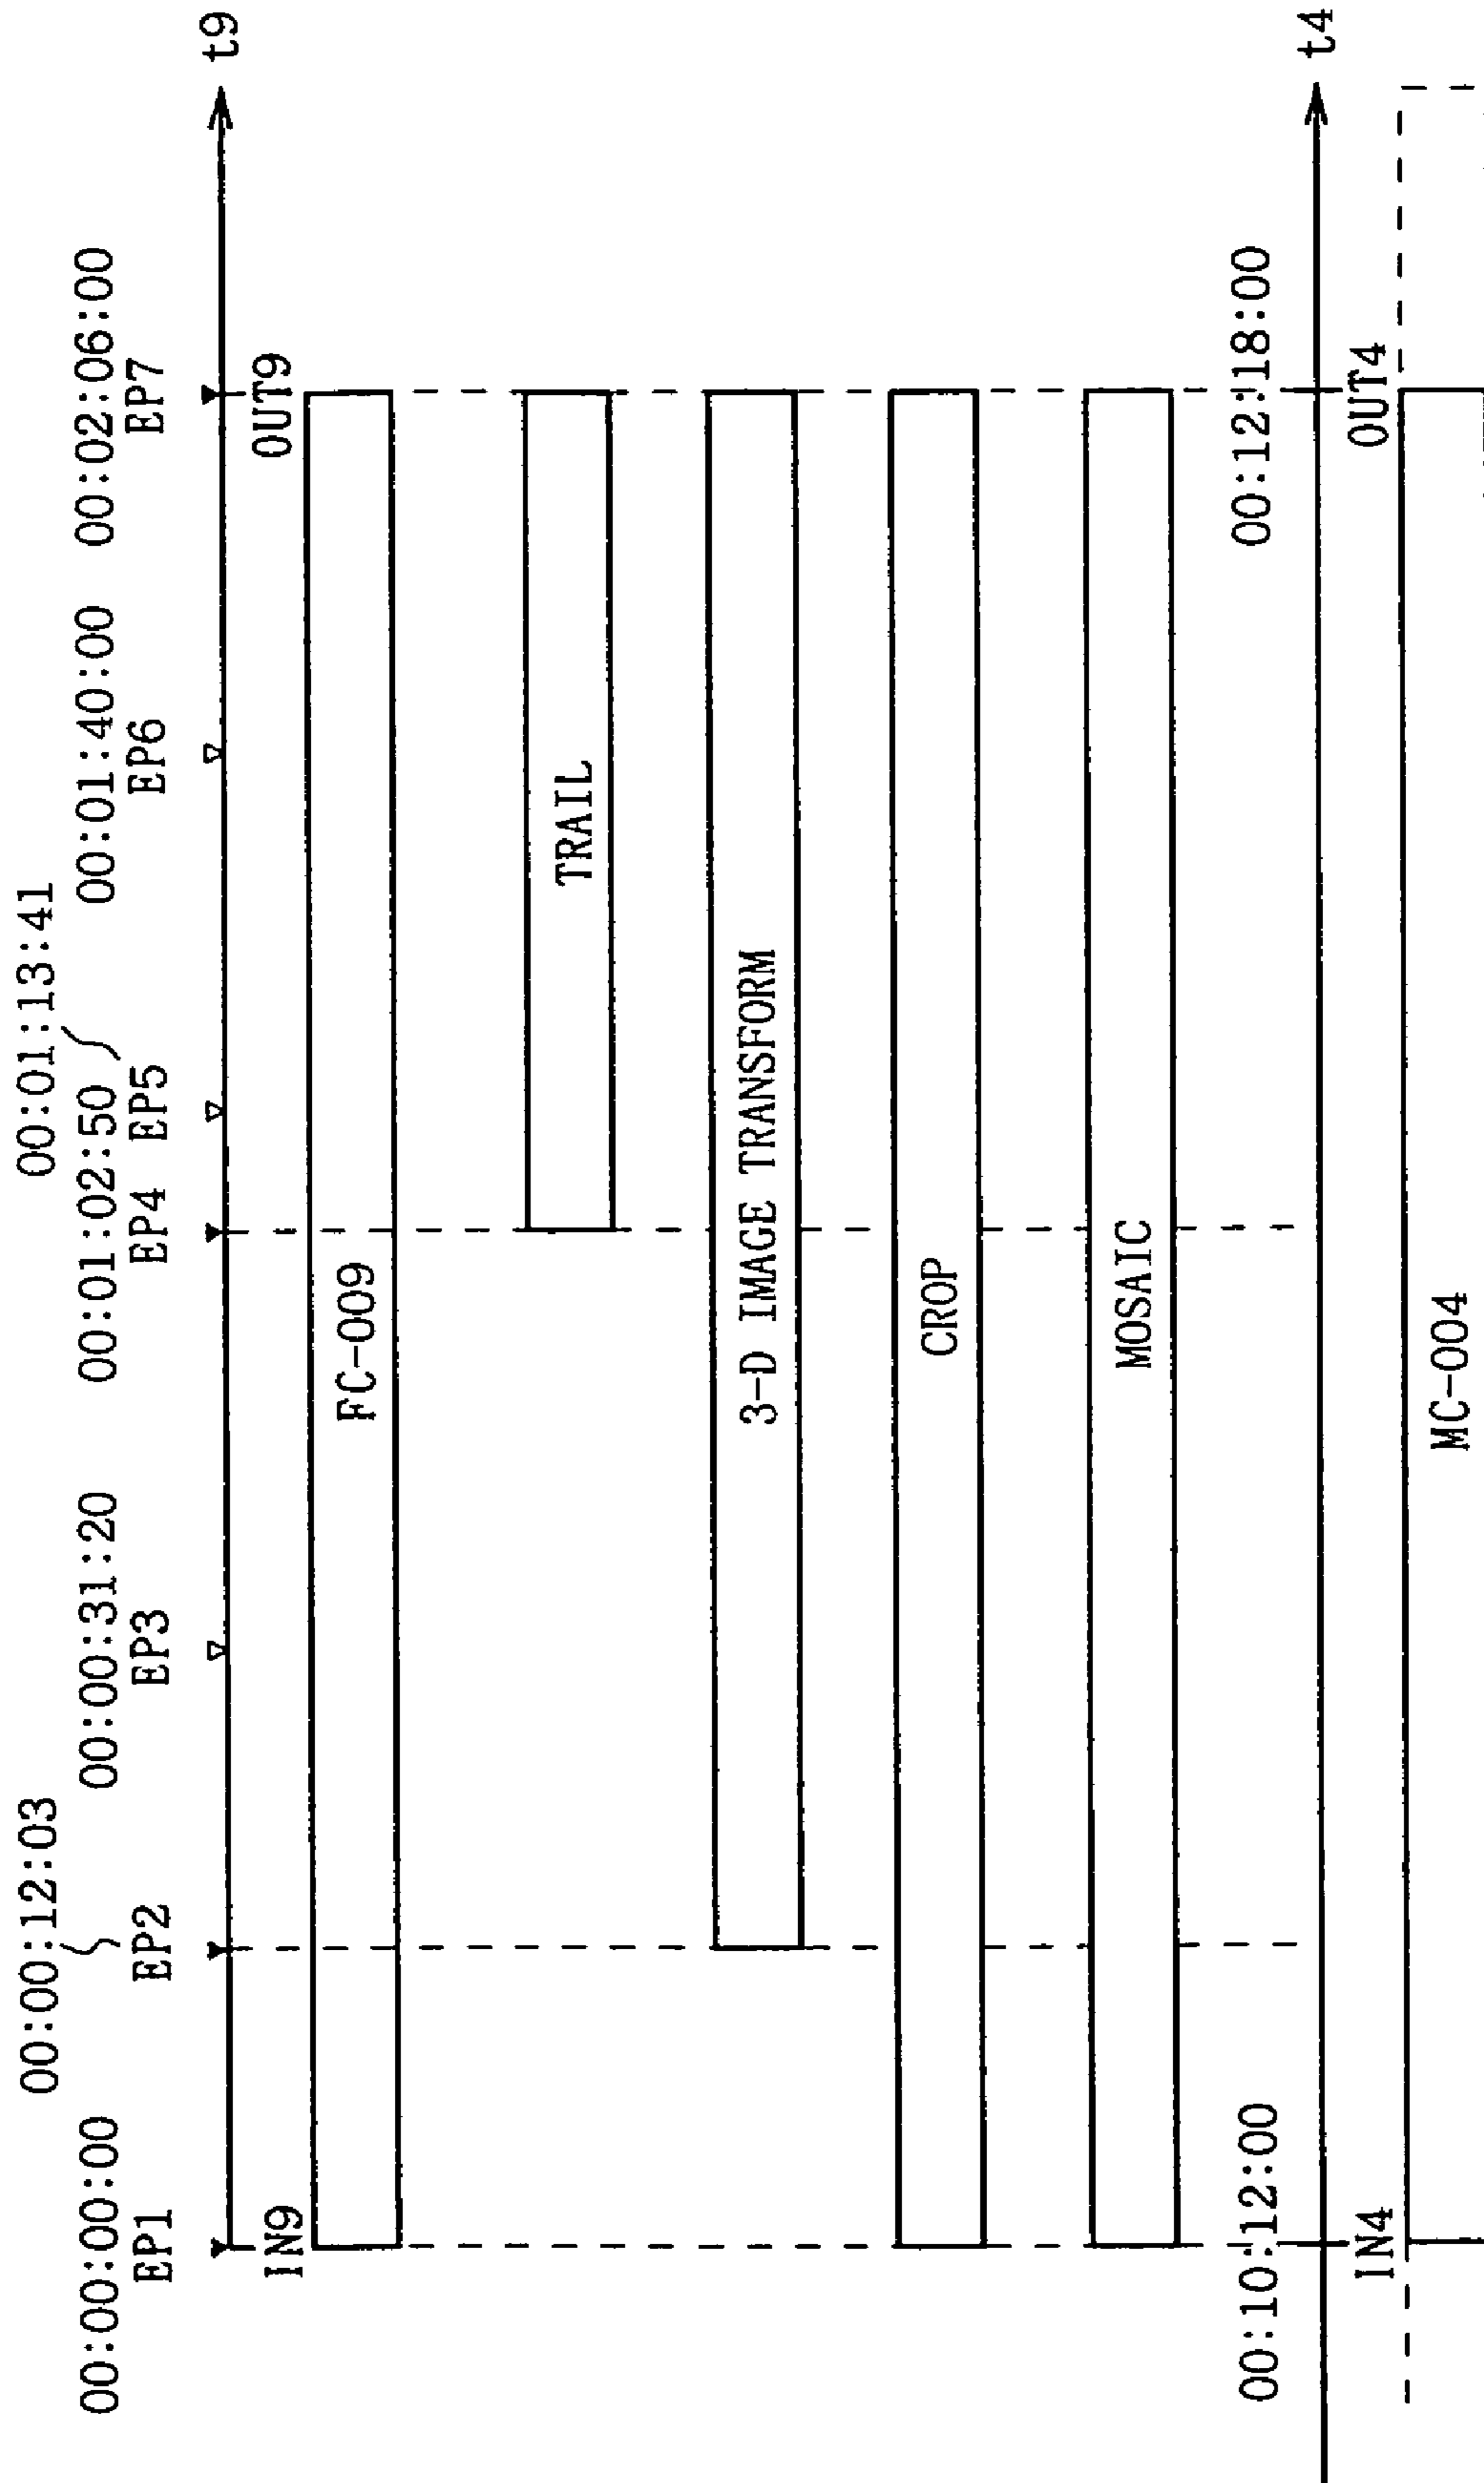 00:00:12:03 00:01:13:41
00:00:00:00 00:00:31:20 00:01:02:50 00:01:40:00 00:02:06:00
EP1 EP2 EP3 EP4 EP5 EP6 EP7
t9
IN9 OUT9
FC-009
TRAIL
3-D IMAGE TRANSFORM
CROP
MOSAIC
00:10:12:00 00:12:18:00
t4
IN4 OUT4
MC-004